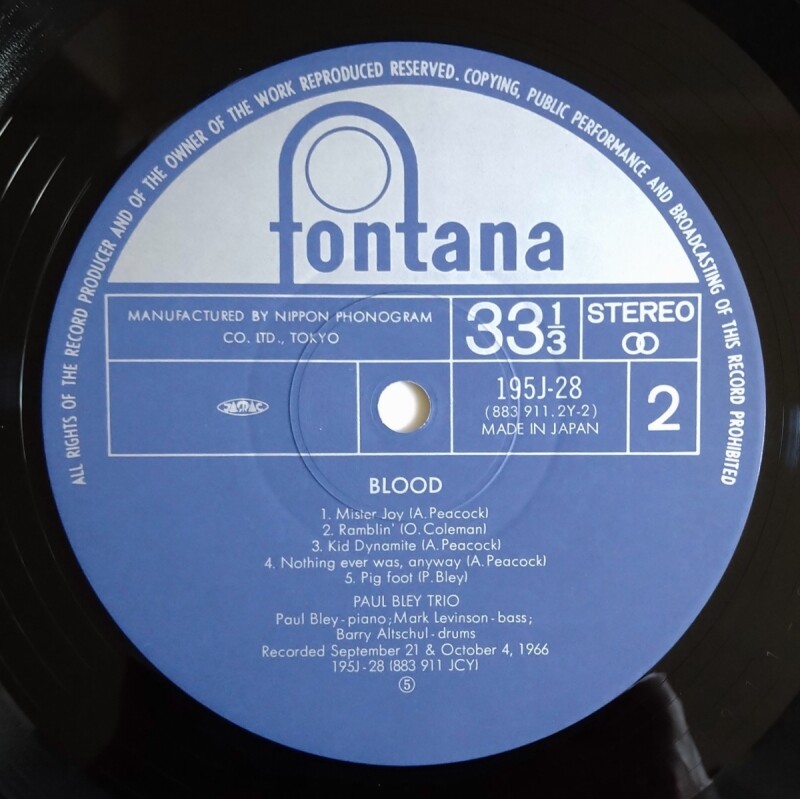 ALL RIGHTS OF THE RECORD PRODUCER AND OF THE OWNER OF THE WORK REPRODUCED RESERVED. COPYING, PUBLIC PERFORMANCE AND BROADCASTING OF THIS RECORD PROHIBITED
fontana
MANUFACTURED BY NIPPON PHONOGRAM
CO. LTD., TOKYO
33 1/3
STEREO
JASRAC
195J-28
(883 911.2Y-2)
MADE IN JAPAN
2
BLOOD
1. Mister Joy (A. Peacock)
2. Ramblin' (O. Coleman)
3. Kid Dynamite (A. Peacock)
4. Nothing ever was, anyway (A. Peacock)
5. Pig foot (P. Bley)
PAUL BLEY TRIO
Paul Bley-piano; Mark Levinson-bass;
Barry Altschul-drums
Recorded September 21 & October 4, 1966
195J-28 (883 911 JCY)
⑤